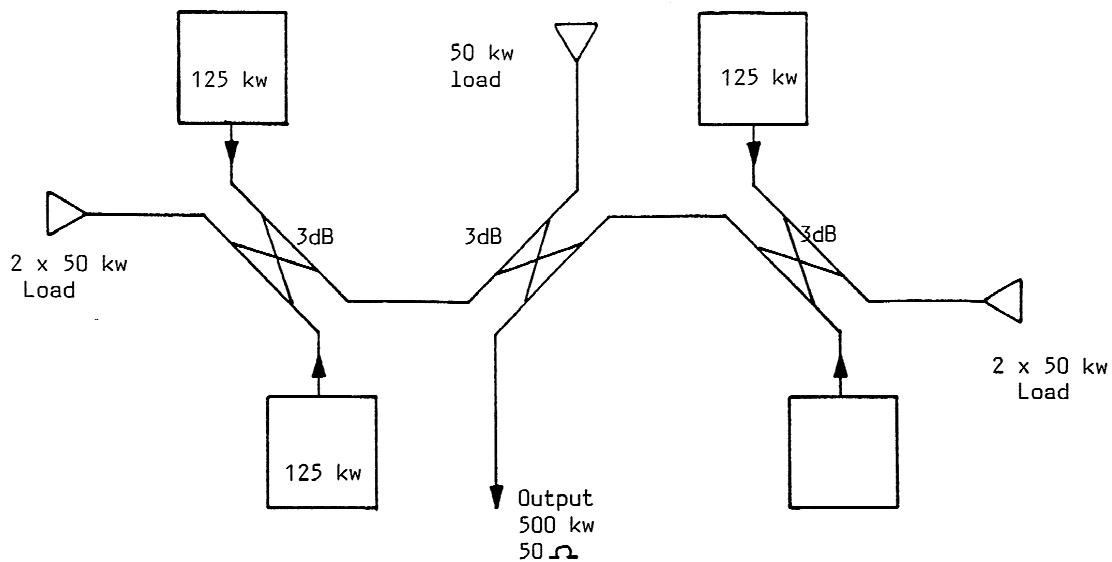 125 kw
50 kw
load
125 kw
3dB
3dB
3dB
2 x 50 kw
Load
2 x 50 kw
Load
125 kw
Output
500 kw
50 Ω